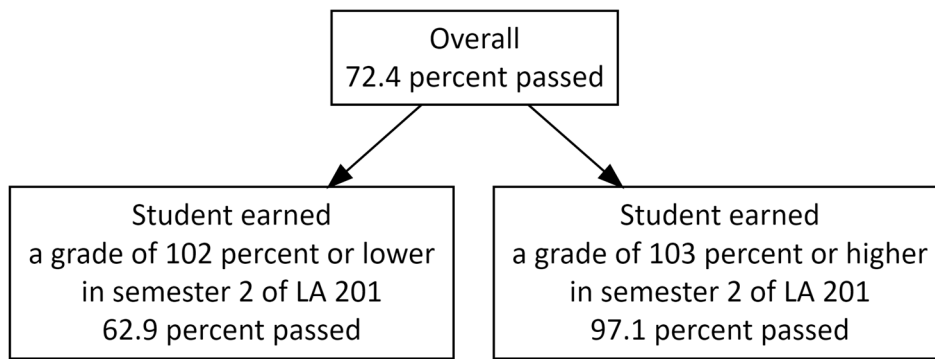 Overall
72.4 percent passed
Student earned
a grade of 102 percent or lower
in semester 2 of LA 201
62.9 percent passed
Student earned
a grade of 103 percent or higher
in semester 2 of LA 201
97.1 percent passed